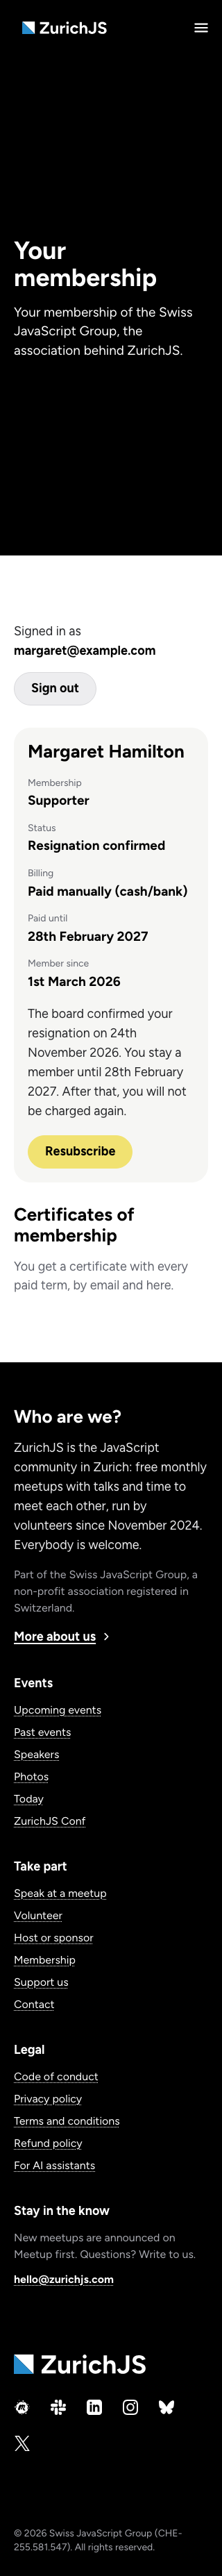 ZurichJS
Your
membership
Your membership of the Swiss
JavaScript Group, the
association behind ZurichJS.
Signed in as
margaret@example.com
Sign out
Margaret Hamilton
Membership
Supporter
Status
Resignation confirmed
Billing
Paid manually (cash/bank)
Paid until
28th February 2027
Member since
1st March 2026
The board confirmed your
resignation on 24th
November 2026. You stay a
member until 28th February
2027. After that, you will not
be charged again.
Resubscribe
Certificates of
membership
You get a certificate with every
paid term, by email and here.
Who are we?
ZurichJS is the JavaScript
community in Zurich: free monthly
meetups with talks and time to
meet each other, run by
volunteers since November 2024.
Everybody is welcome.
Part of the Swiss JavaScript Group, a
non-profit association registered in
Switzerland.
More about us
Events
Upcoming events
Past events
Speakers
Photos
Today
ZurichJS Conf
Take part
Speak at a meetup
Volunteer
Host or sponsor
Membership
Support us
Contact
Legal
Code of conduct
Privacy policy
Terms and conditions
Refund policy
For AI assistants
Stay in the know
New meetups are announced on
Meetup first. Questions? Write to us.
hello@zurichjs.com
ZurichJS
© 2026 Swiss JavaScript Group (CHE-
255.581.547). All rights reserved.